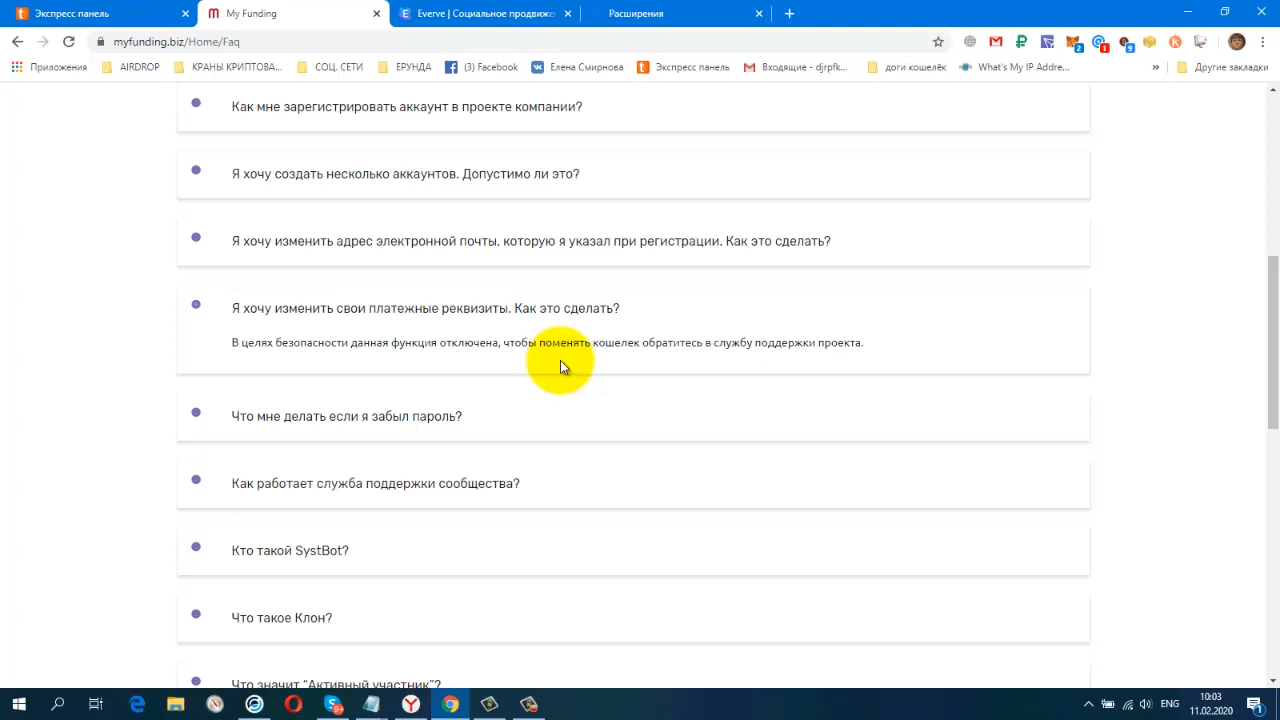 Экспресс панель
My Funding
Everve | Социальное продвиже
Расширения
myfunding.biz/Home/Faq
Приложения
AIRDROP
КРАНЫ КРИПТОВА...
СОЦ. СЕТИ
ЕРУНДА
(3) Facebook
Елена Смирнова
Экспресс панель
Входящие - djrpfk...
доги кошелёк
What's My IP Addre...
»
Другие закладки
Как мне зарегистрировать аккаунт в проекте компании?
Я хочу создать несколько аккаунтов. Допустимо ли это?
Я хочу изменить адрес электронной почты, которую я указал при регистрации. Как это сделать?
Я хочу изменить свои платежные реквизиты. Как это сделать?
В целях безопасности данная функция отключена, чтобы поменять кошелек обратитесь в службу поддержки проекта.
Что мне делать если я забыл пароль?
Как работает служба поддержки сообщества?
Кто такой SystBot?
Что такое Клон?
Что значит "Активный участник"?
ENG
10:03
11.02.2020